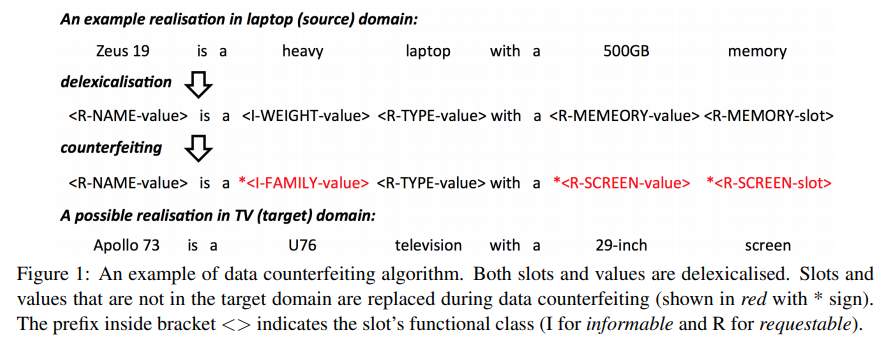 An example realisation in laptop (source) domain:
Zeus 19 is a heavy laptop with a 500GB memory
delexicalisation
<R-NAME-value> is a <I-WEIGHT-value> <R-TYPE-value> with a <R-MEMEORY-value> <R-MEMORY-slot>
counterfeiting
<R-NAME-value> is a *<I-FAMILY-value> <R-TYPE-value> with a *<R-SCREEN-value> *<R-SCREEN-slot>
A possible realisation in TV (target) domain:
Apollo 73 is a U76 television with a 29-inch screen
Figure 1: An example of data counterfeiting algorithm. Both slots and values are delexicalised. Slots and
values that are not in the target domain are replaced during data counterfeiting (shown in red with * sign).
The prefix inside bracket <> indicates the slot's functional class (I for informable and R for requestable).